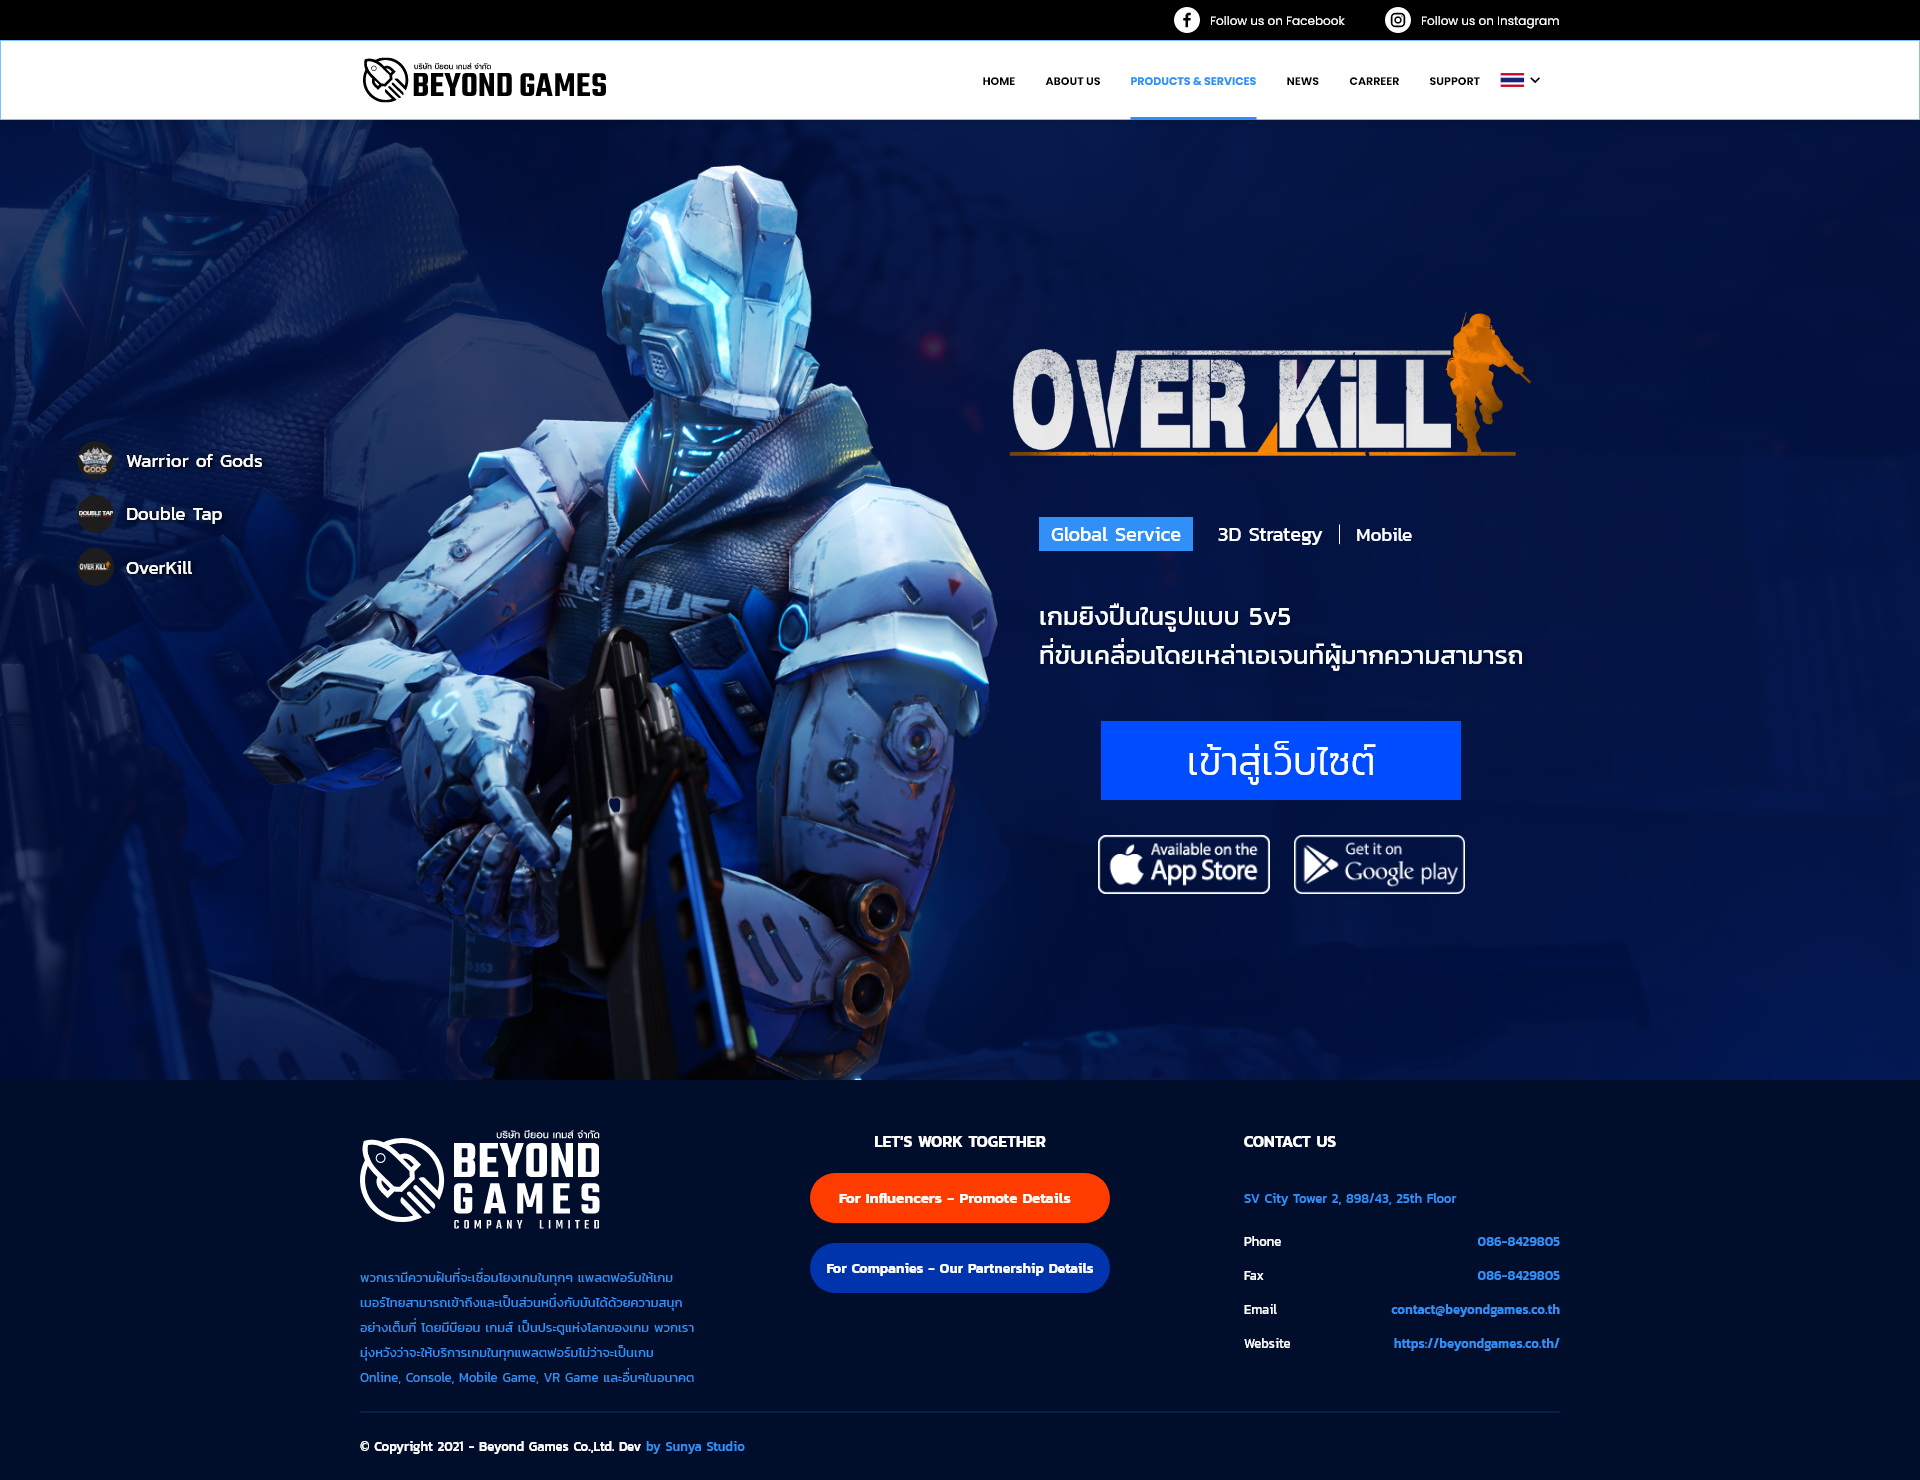 Follow us on Facebook
Follow us on Instagram
บริษัท บียอน เกมส์ จำกัด
BEYOND GAMES
HOME
ABOUT US
PRODUCTS & SERVICES
NEWS
CARREER
SUPPORT
OVER KiLL
Warrior of Gods
GODS
Double Tap
DOUBLE TAP
OverKill
OVER KiLL
DIUS
Global Service
3D Strategy
Mobile
เกมยิงปืนในรูปแบบ 5v5
ที่ขับเคลื่อนโดยเหล่าเอเจนท์ผู้มากความสามารถ
เข้าสู่เว็บไซต์
Available on the
App Store
Get it on
Google play
บริษัท บียอน เกมส์ จำกัด
BEYOND
GAMES
COMPANY LIMITED
พวกเรามีความฝันที่จะเชื่อมโยงเกมในทุกๆ แพลตฟอร์มให้เกม
เมอร์ไทยสามารถเข้าถึงและเป็นส่วนหนึ่งกับมันได้ด้วยความสนุก
อย่างเต็มที่ โดยมีบียอน เกมส์ เป็นประตูแห่งโลกของเกม พวกเรา
มุ่งหวังว่าจะให้บริการเกมในทุกแพลตฟอร์มไม่ว่าจะเป็นเกม
Online, Console, Mobile Game, VR Game และอื่นๆในอนาคต
LET'S WORK TOGETHER
For Influencers - Promote Details
For Companies - Our Partnership Details
CONTACT US
SV City Tower 2, 898/43, 25th Floor
Phone 086-8429805
Fax 086-8429805
Email contact@beyondgames.co.th
Website https://beyondgames.co.th/
© Copyright 2021 - Beyond Games Co.,Ltd. Dev by Sunya Studio